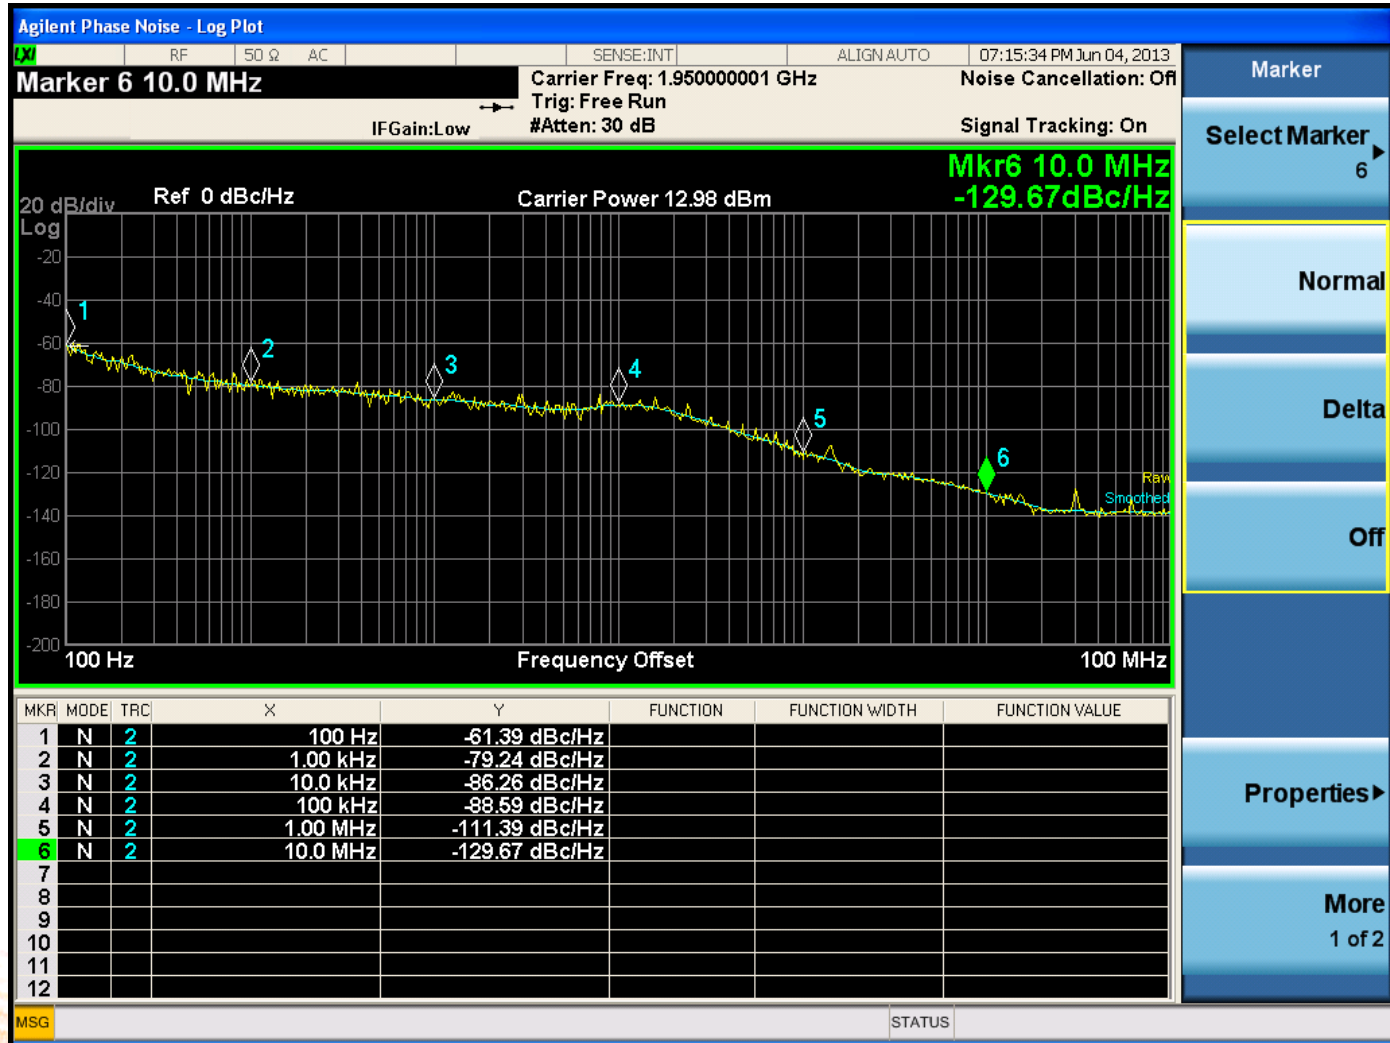 Agilent Phase Noise - Log Plot
LXI RF 50 Ω AC SENSE:INT ALIGN AUTO 07:15:34 PM Jun 04, 2013
Marker 6 10.0 MHz
Carrier Freq: 1.950000001 GHz
Noise Cancellation: Off
Trig: Free Run
IFGain:Low
#Atten: 30 dB
Signal Tracking: On
Mkr6 10.0 MHz
-129.67dBc/Hz
20 dB/div
Log
Ref 0 dBc/Hz
Carrier Power 12.98 dBm
-20
-40
-60
-80
-100
-120
-140
-160
-180
-200
1
2
3
4
5
6
Raw
Smoothed
100 Hz Frequency Offset 100 MHz
MKR MODE TRC X Y FUNCTION FUNCTION WIDTH FUNCTION VALUE
1 N 2 100 Hz -61.39 dBc/Hz
2 N 2 1.00 kHz -79.24 dBc/Hz
3 N 2 10.0 kHz -86.26 dBc/Hz
4 N 2 100 kHz -88.59 dBc/Hz
5 N 2 1.00 MHz -111.39 dBc/Hz
6 N 2 10.0 MHz -129.67 dBc/Hz
7
8
9
10
11
12
MSG STATUS
Marker
Select Marker
6
Normal
Delta
Off
Properties
More
1 of 2